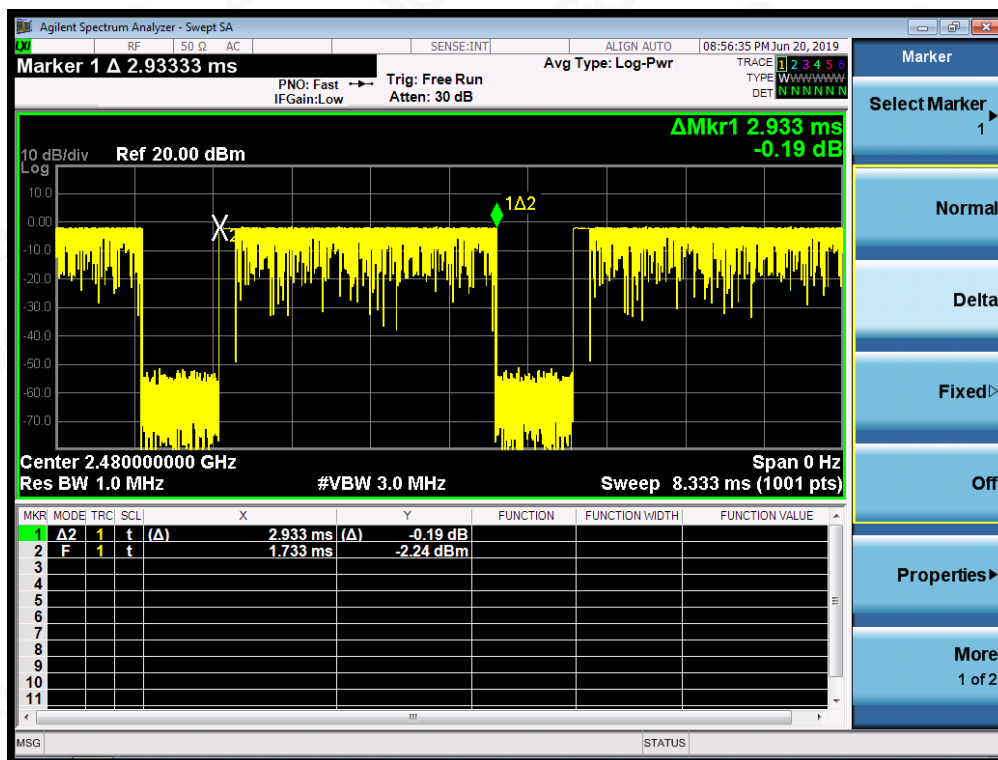 Agilent Spectrum Analyzer - Swept SA
LXI RF 50 Ω AC SENSE:INT ALIGN AUTO 08:56:35 PM Jun 20, 2019
Marker 1 Δ 2.93333 ms
PNO: Fast
IFGain:Low
Trig: Free Run
Atten: 30 dB
Avg Type: Log-Pwr
TRACE 1 2 3 4 5 6
TYPE WWWWWW
DET N N N N N N
ΔMkr1 2.933 ms
-0.19 dB
10 dB/div Ref 20.00 dBm
Log
10.0
0.00
-10.0
-20.0
-30.0
-40.0
-50.0
-60.0
-70.0
X2
1Δ2
Center 2.480000000 GHz Span 0 Hz
Res BW 1.0 MHz #VBW 3.0 MHz Sweep 8.333 ms (1001 pts)
MKR MODE TRC SCL X Y FUNCTION FUNCTION WIDTH FUNCTION VALUE
1 Δ2 1 t (Δ) 2.933 ms (Δ) -0.19 dB
2 F 1 t 1.733 ms -2.24 dBm
3
4
5
6
7
8
9
10
11
MSG STATUS
Marker
Select Marker
1
Normal
Delta
Fixed
Off
Properties
More
1 of 2